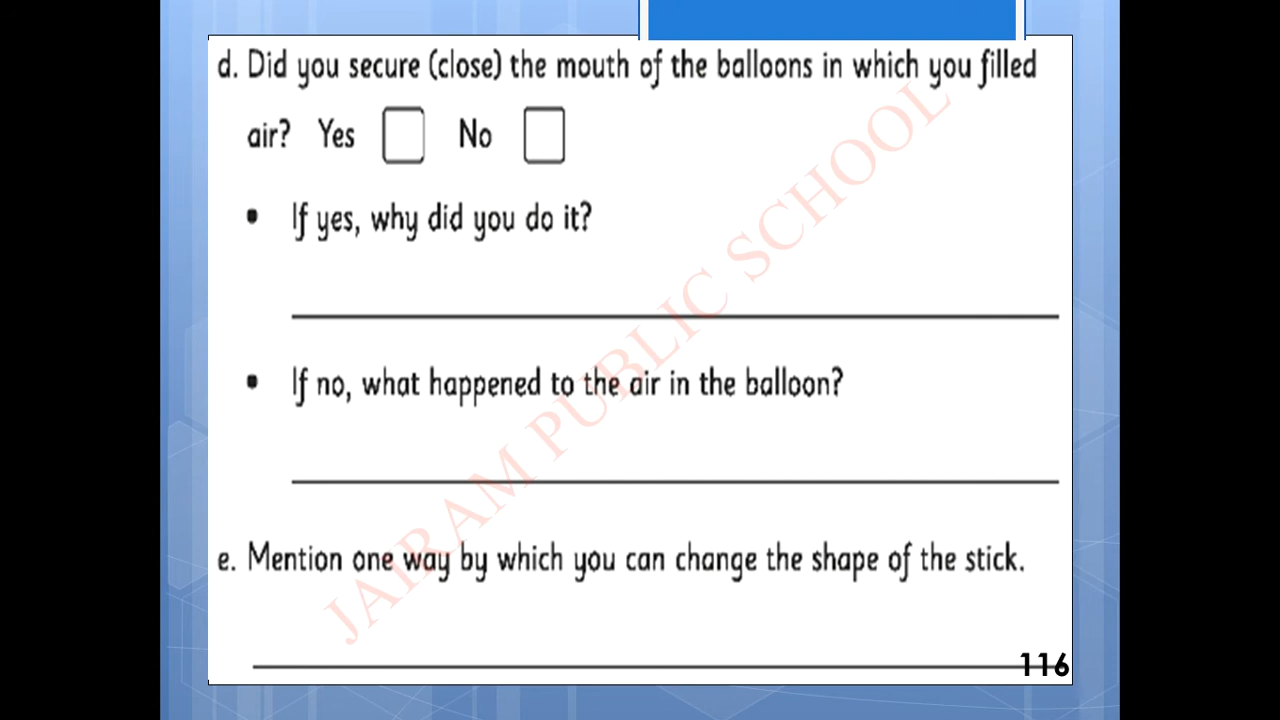 d. Did you secure (close) the mouth of the balloons in which you filled
air? Yes No
• If yes, why did you do it?
• If no, what happened to the air in the balloon?
e. Mention one way by which you can change the shape of the stick.
116
JAIRAM PUBLIC SCHOOL